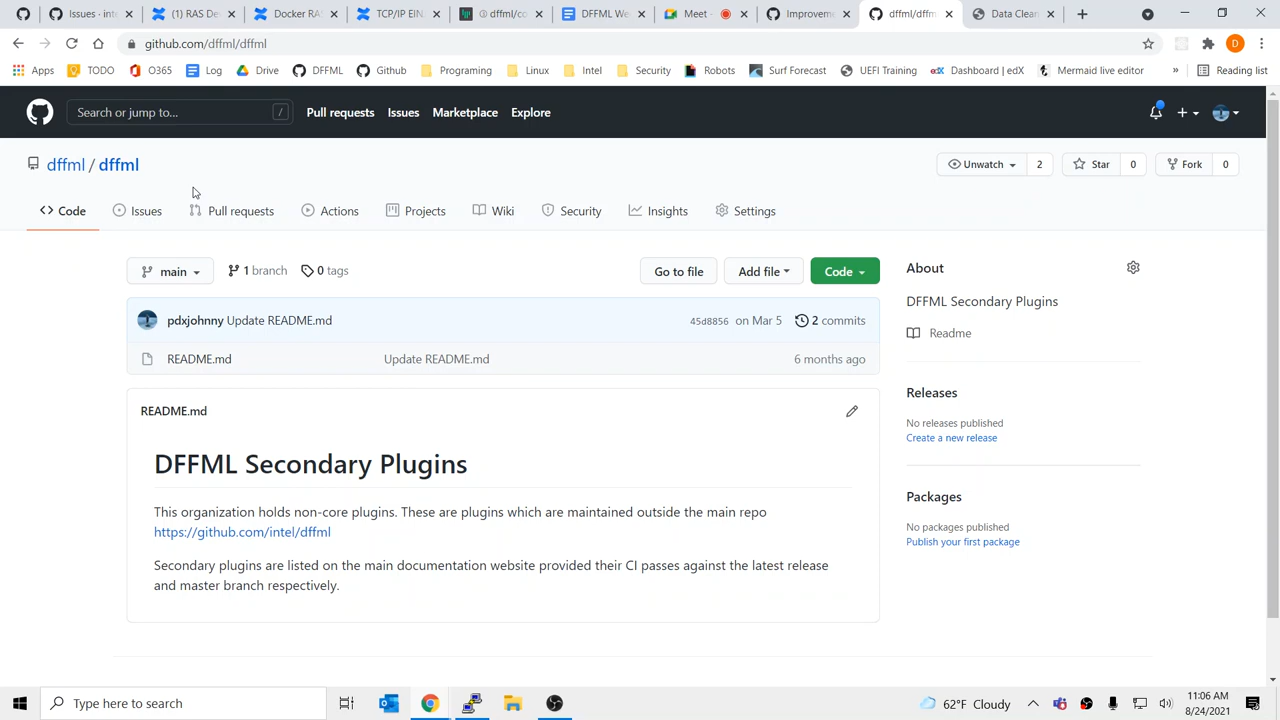 Issues · int
(1) RAS De
Docker RAS
TCP/IP EIN
dffml/co
DFFML We
Meet -
Improveme
dffml/dffm
Data Clean
github.com/dffml/dffml
D
Apps
TODO
O365
Log
Drive
DFFML
Github
Programing
Linux
Intel
Security
Robots
Surf Forecast
UEFI Training
edX
Dashboard | edX
Mermaid live editor
»
Reading list
Search or jump to...
/
Pull requests
Issues
Marketplace
Explore
dffml / dffml
Unwatch
2
Star
0
Fork
0
Code
Issues
Pull requests
Actions
Projects
Wiki
Security
Insights
Settings
main
1 branch
0 tags
Go to file
Add file
Code
About
DFFML Secondary Plugins
Readme
pdxjohnny Update README.md
45d8856 on Mar 5
2 commits
README.md
Update README.md
6 months ago
Releases
No releases published
Create a new release
README.md
DFFML Secondary Plugins
This organization holds non-core plugins. These are plugins which are maintained outside the main repo
https://github.com/intel/dffml
Secondary plugins are listed on the main documentation website provided their CI passes against the latest release
and master branch respectively.
Packages
No packages published
Publish your first package
Type here to search
62°F Cloudy
11:06 AM
8/24/2021